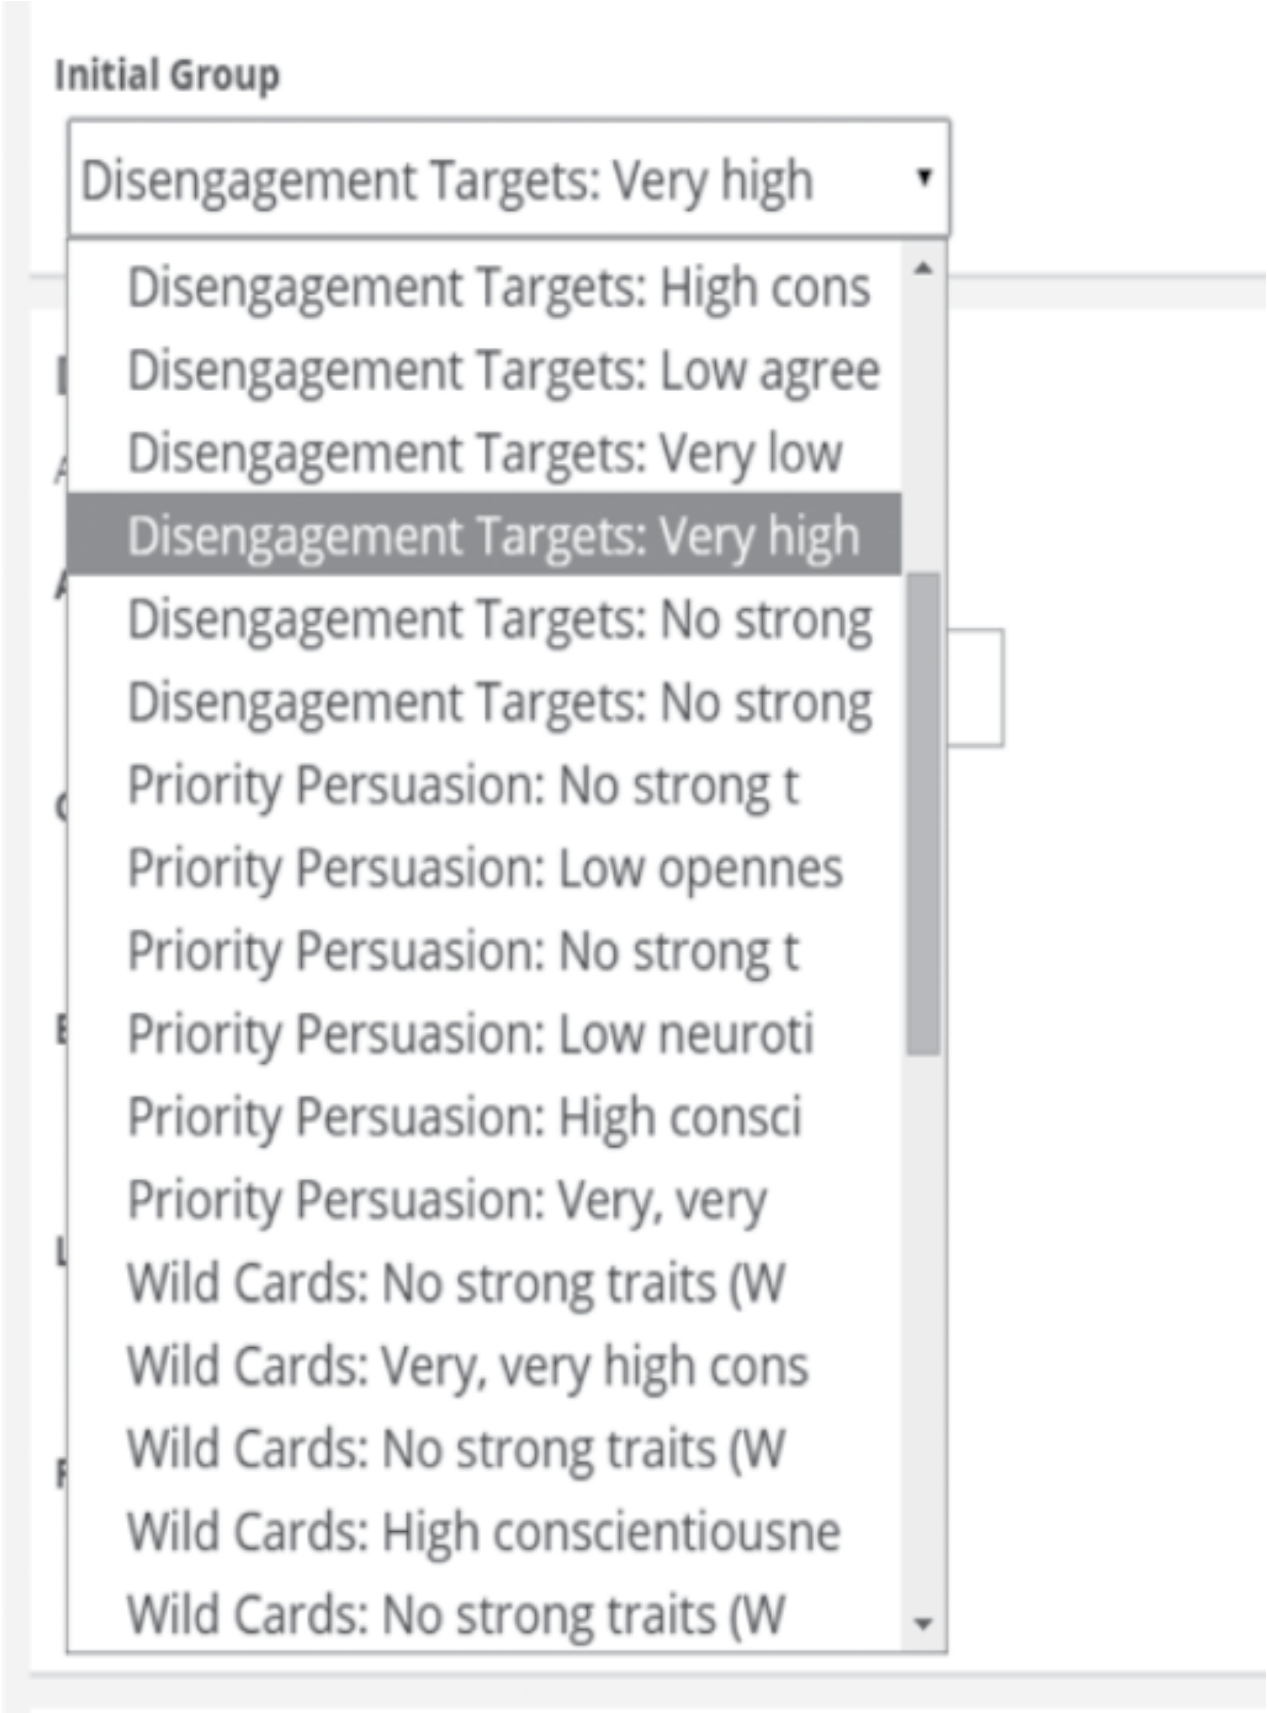 Initial Group
Disengagement Targets: Very high
Disengagement Targets: High cons
Disengagement Targets: Low agree
Disengagement Targets: Very low
Disengagement Targets: Very high
Disengagement Targets: No strong
Disengagement Targets: No strong
Priority Persuasion: No strong t
Priority Persuasion: Low opennes
Priority Persuasion: No strong t
Priority Persuasion: Low neuroti
Priority Persuasion: High consci
Priority Persuasion: Very, very
Wild Cards: No strong traits (W
Wild Cards: Very, very high cons
Wild Cards: No strong traits (W
Wild Cards: High conscientiousne
Wild Cards: No strong traits (W